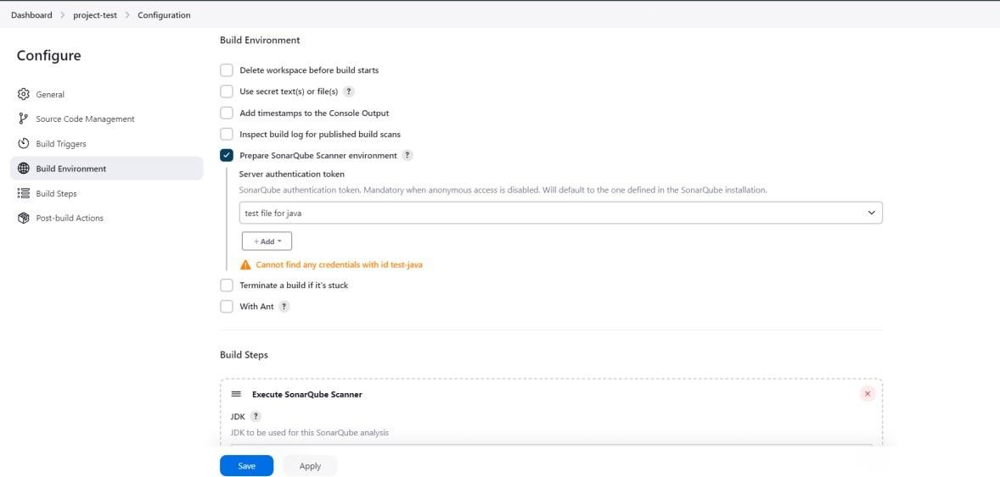 Dashboard > project-test > Configuration
Configure
General
Source Code Management
Build Triggers
Build Environment
Build Steps
Post-build Actions
Build Environment
Delete workspace before build starts
Use secret text(s) or file(s) ?
Add timestamps to the Console Output
Inspect build log for published build scans
Prepare SonarQube Scanner environment ?
Server authentication token
SonarQube authentication token. Mandatory when anonymous access is disabled. Will default to the one defined in the SonarQube installation.
test file for java
+ Add
Cannot find any credentials with id test-java
Terminate a build if it's stuck
With Ant ?
Build Steps
Execute SonarQube Scanner
JDK ?
JDK to be used for this SonarQube analysis
Save
Apply